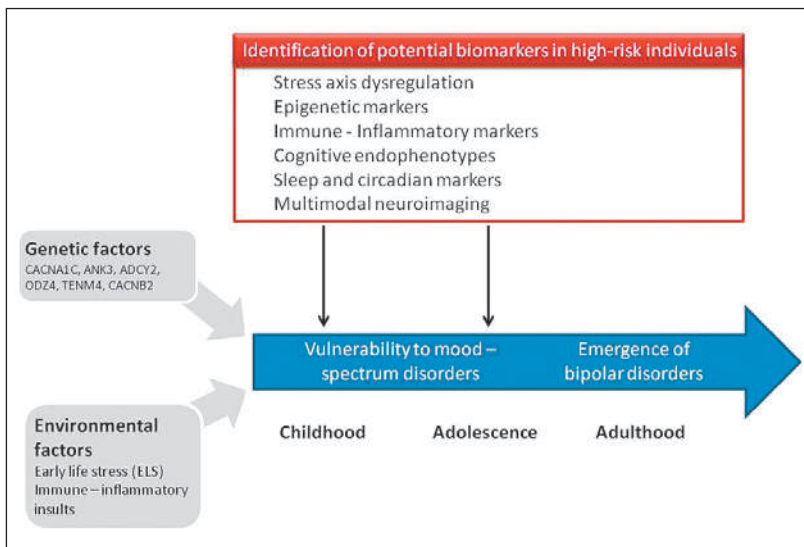 Identification of potential biomarkers in high-risk individuals
Stress axis dysregulation
Epigenetic markers
Immune - Inflammatory markers
Cognitive endophenotypes
Sleep and circadian markers
Multimodal neuroimaging
Genetic factors
CACNA1C, ANK3, ADCY2,
ODZ4, TENM4, CACNB2
Vulnerability to mood –
spectrum disorders
Emergence of
bipolar disorders
Environmental
factors
Early life stress (ELS)
Immune – inflammatory
insults
Childhood
Adolescence
Adulthood